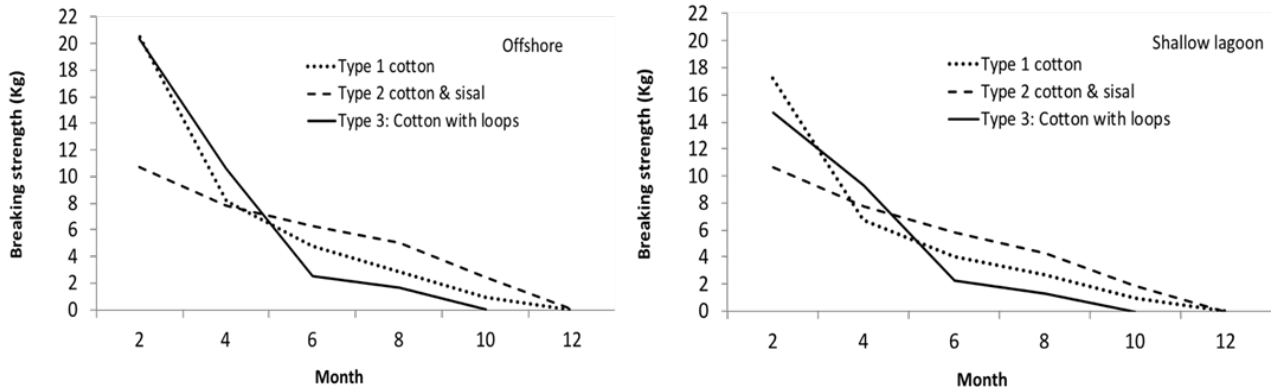 Breaking strength (Kg)
22
20
18
16
14
12
10
8
6
4
2
0
Offshore
Type 1 cotton
Type 2 cotton & sisal
Type 3: Cotton with loops
2 4 6 8 10 12
Month
Breaking strength (Kg)
22
20
18
16
14
12
10
8
6
4
2
0
Shallow lagoon
Type 1 cotton
Type 2 cotton & sisal
Type 3: Cotton with loops
2 4 6 8 10 12
Month